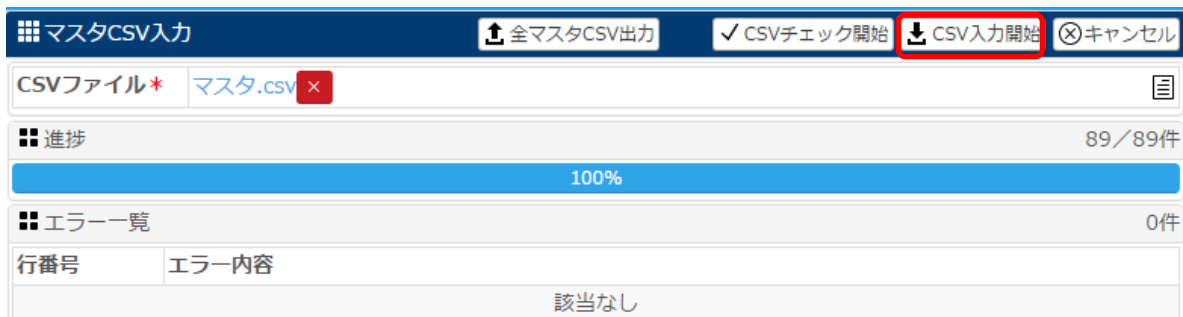 マスタCSV入力 全マスタCSV出力 CSVチェック開始 CSV入力開始 キャンセル
CSVファイル* マスタ.csv ×
進捗 89/89件
100%
エラー一覧 0件
行番号 エラー内容
該当なし